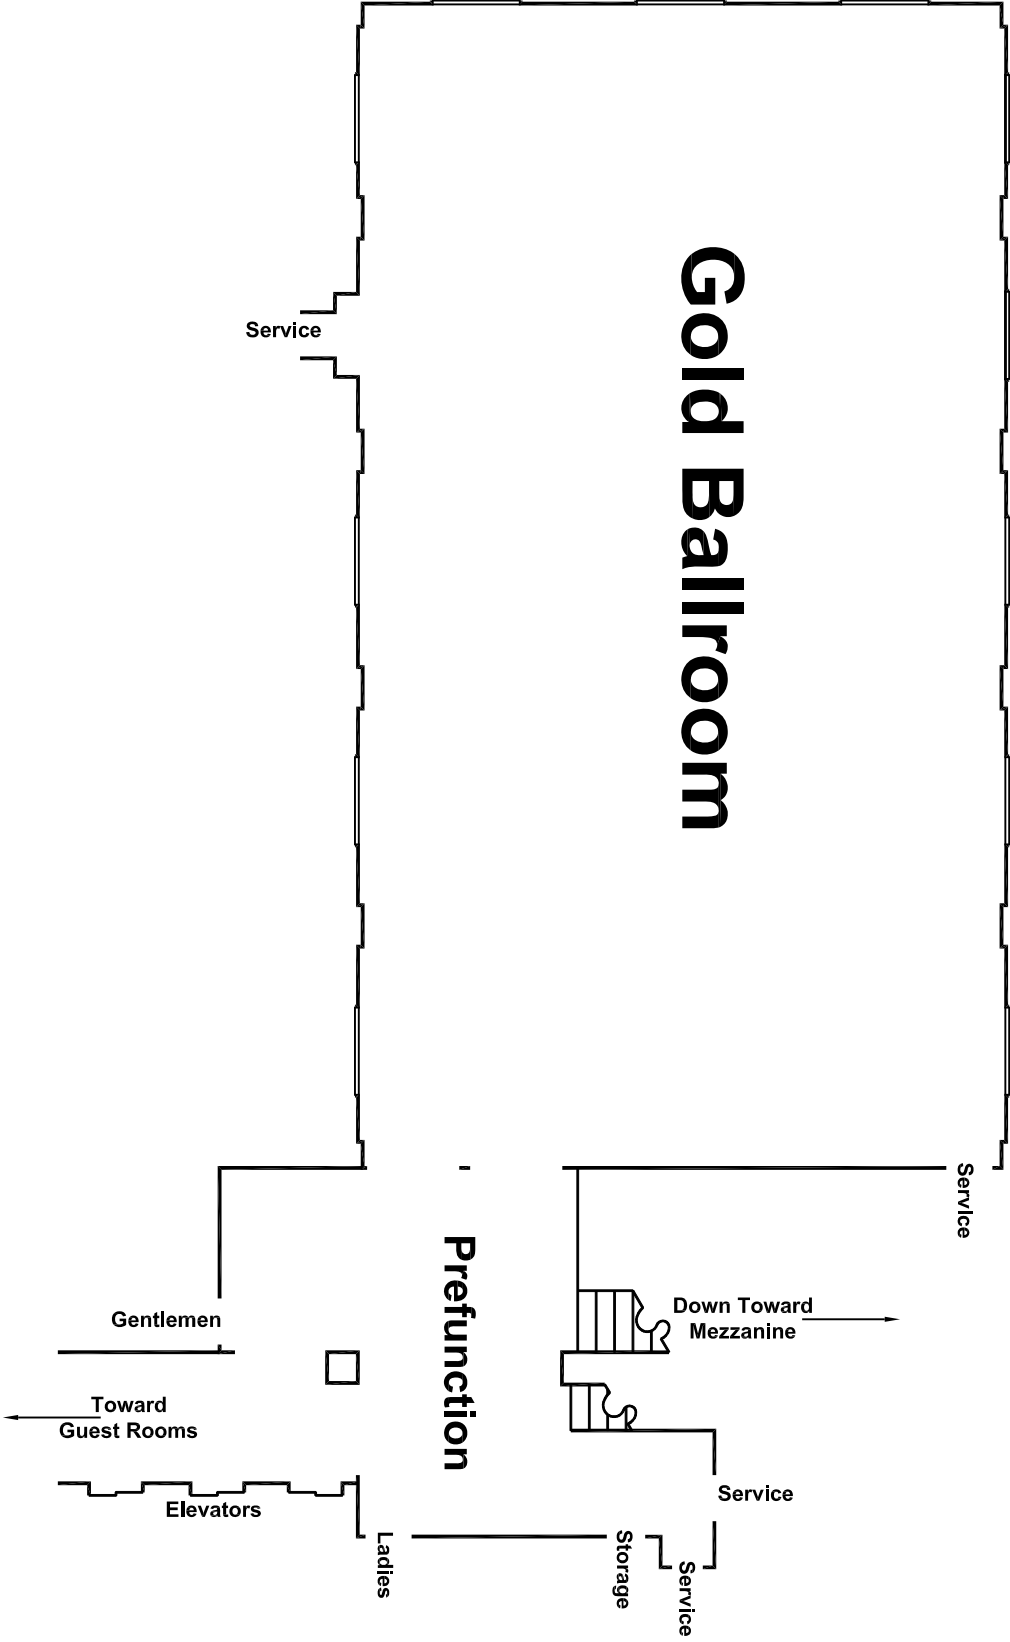 Gold Ballroom
Service
Service
Prefunction
Gentlemen
Down Toward
Mezzanine
Toward
Guest Rooms
Elevators
Service
Ladies
Storage
Service